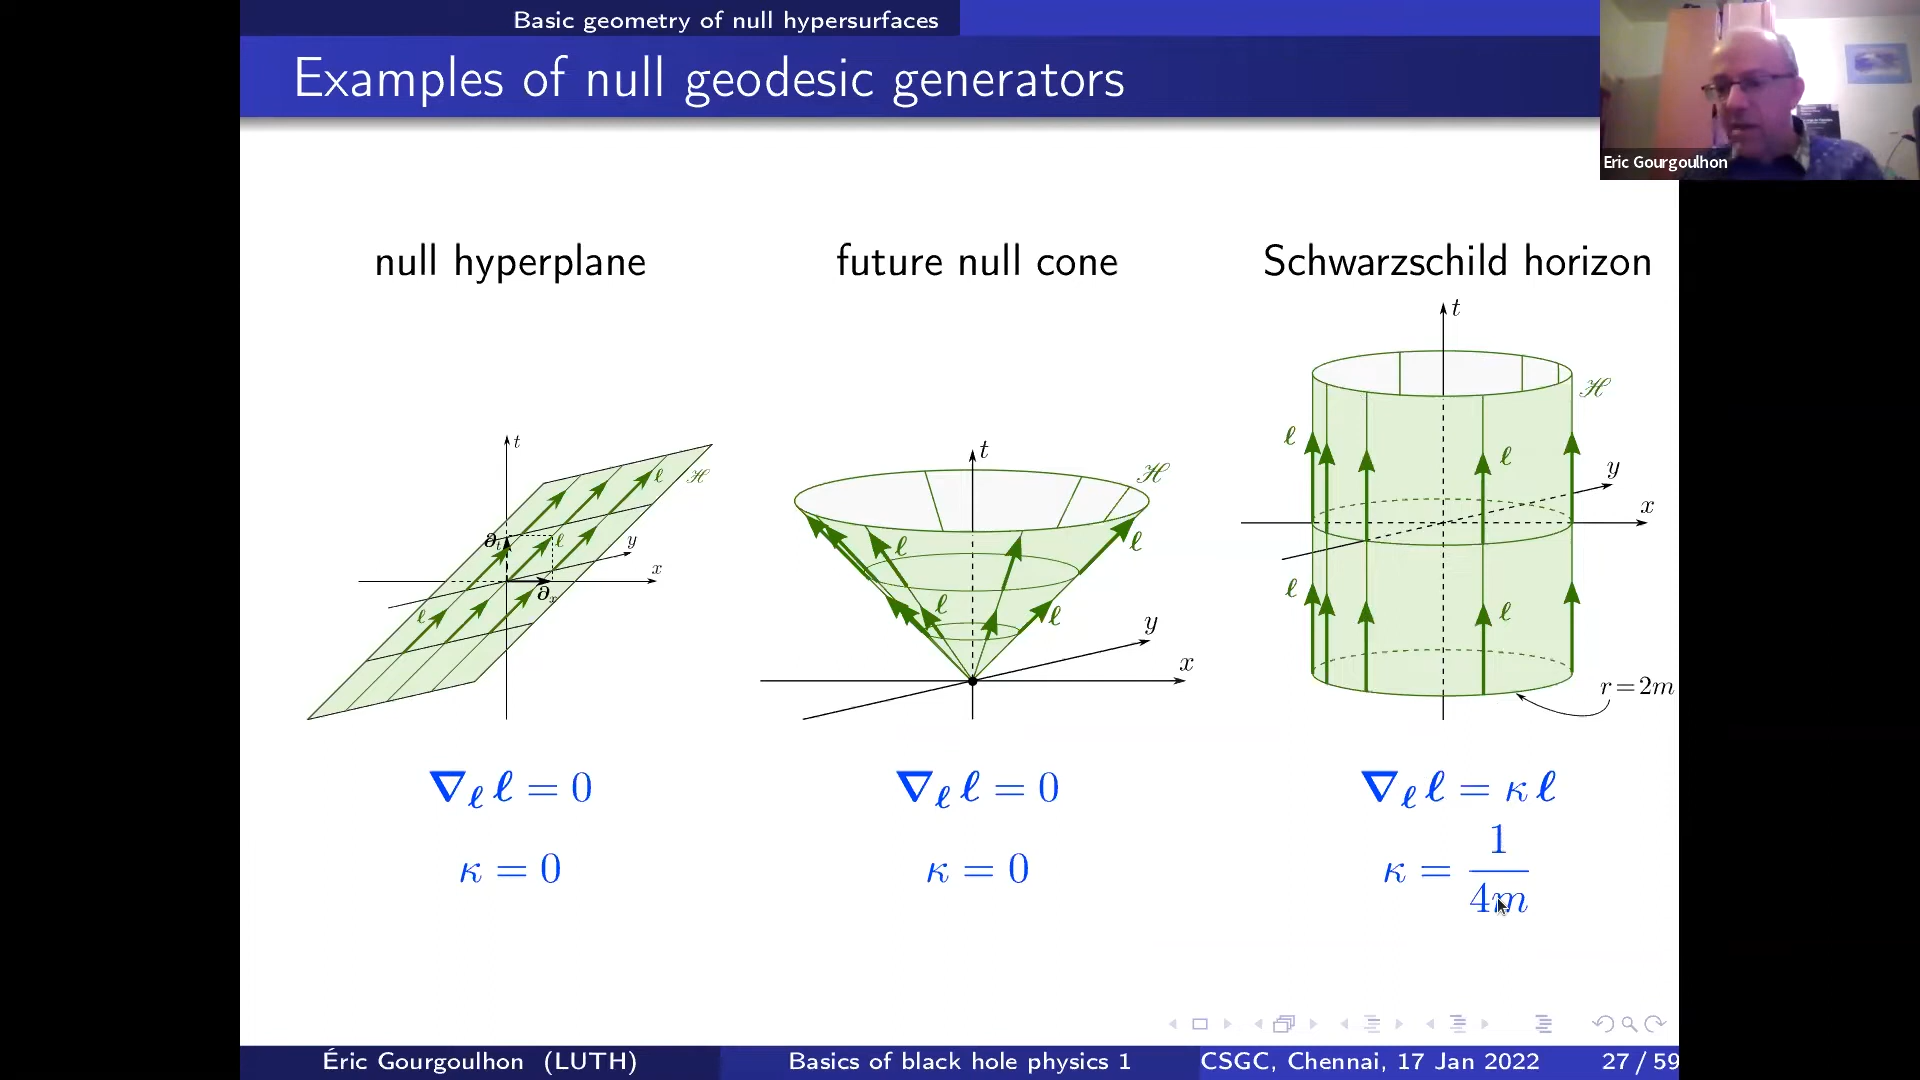 Basic geometry of null hypersurfaces
Examples of null geodesic generators
Eric Gourgoulhon
null hyperplane
future null cone
Schwarzschild horizon
t
ℓ
ℋ
∂t
ℓ
y
x
∂x
ℓ
t
ℋ
ℓ
ℓ
ℓ
ℓ
y
x
t
ℋ
ℓ
ℓ
y
x
ℓ
ℓ
r = 2m
∇ℓ ℓ = 0
∇ℓ ℓ = 0
∇ℓ ℓ = κ ℓ
κ = 0
κ = 0
κ = 1/4m
Éric Gourgoulhon (LUTH)
Basics of black hole physics 1
CSGC, Chennai, 17 Jan 2022
27 / 59